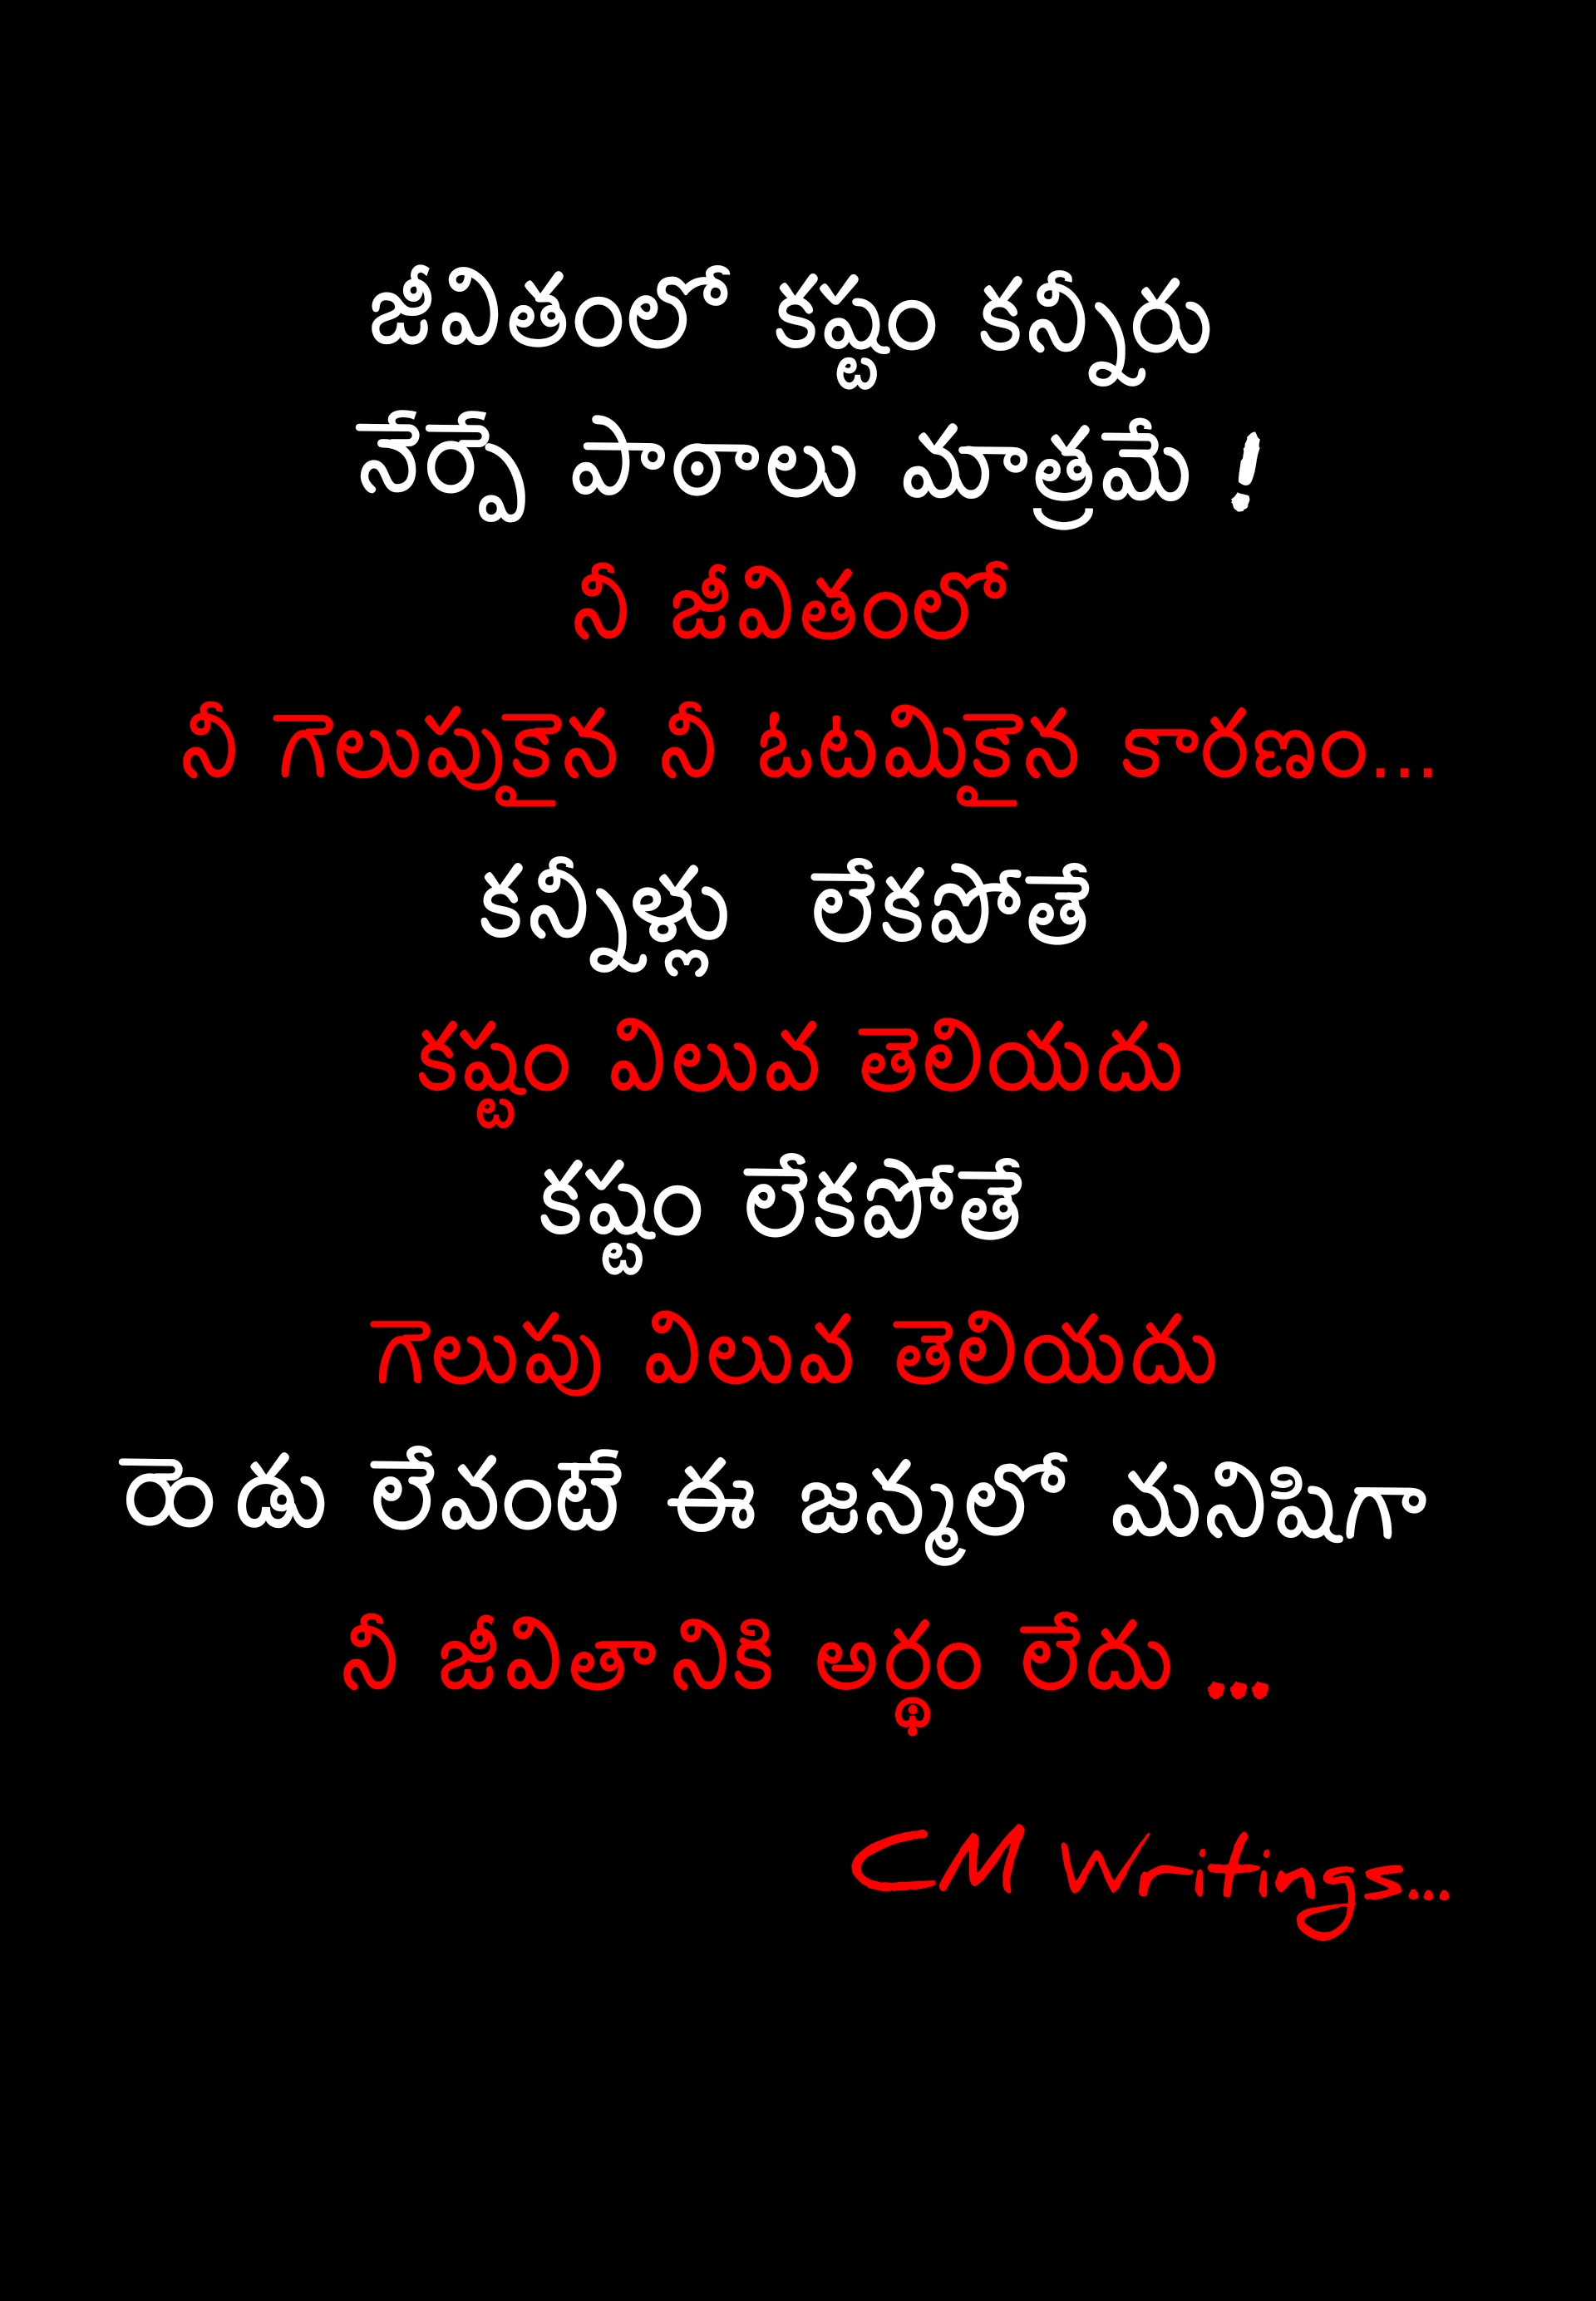 జీవితంలో కష్టం కన్నీరు
నేర్పే పాఠాలు మాత్రమే !
నీ జీవితంలో
నీ గెలుపుకైన నీ ఓటమికైన కారణం...
కన్నీళ్లు లేకపోతే
కష్టం విలువ తెలియదు
కష్టం లేకపోతే
గెలుపు విలువ తెలియదు
రెండు లేవంటే ఈ జన్మలో మనిషిగా
నీ జీవితానికి అర్థం లేదు ...
CM Writings...